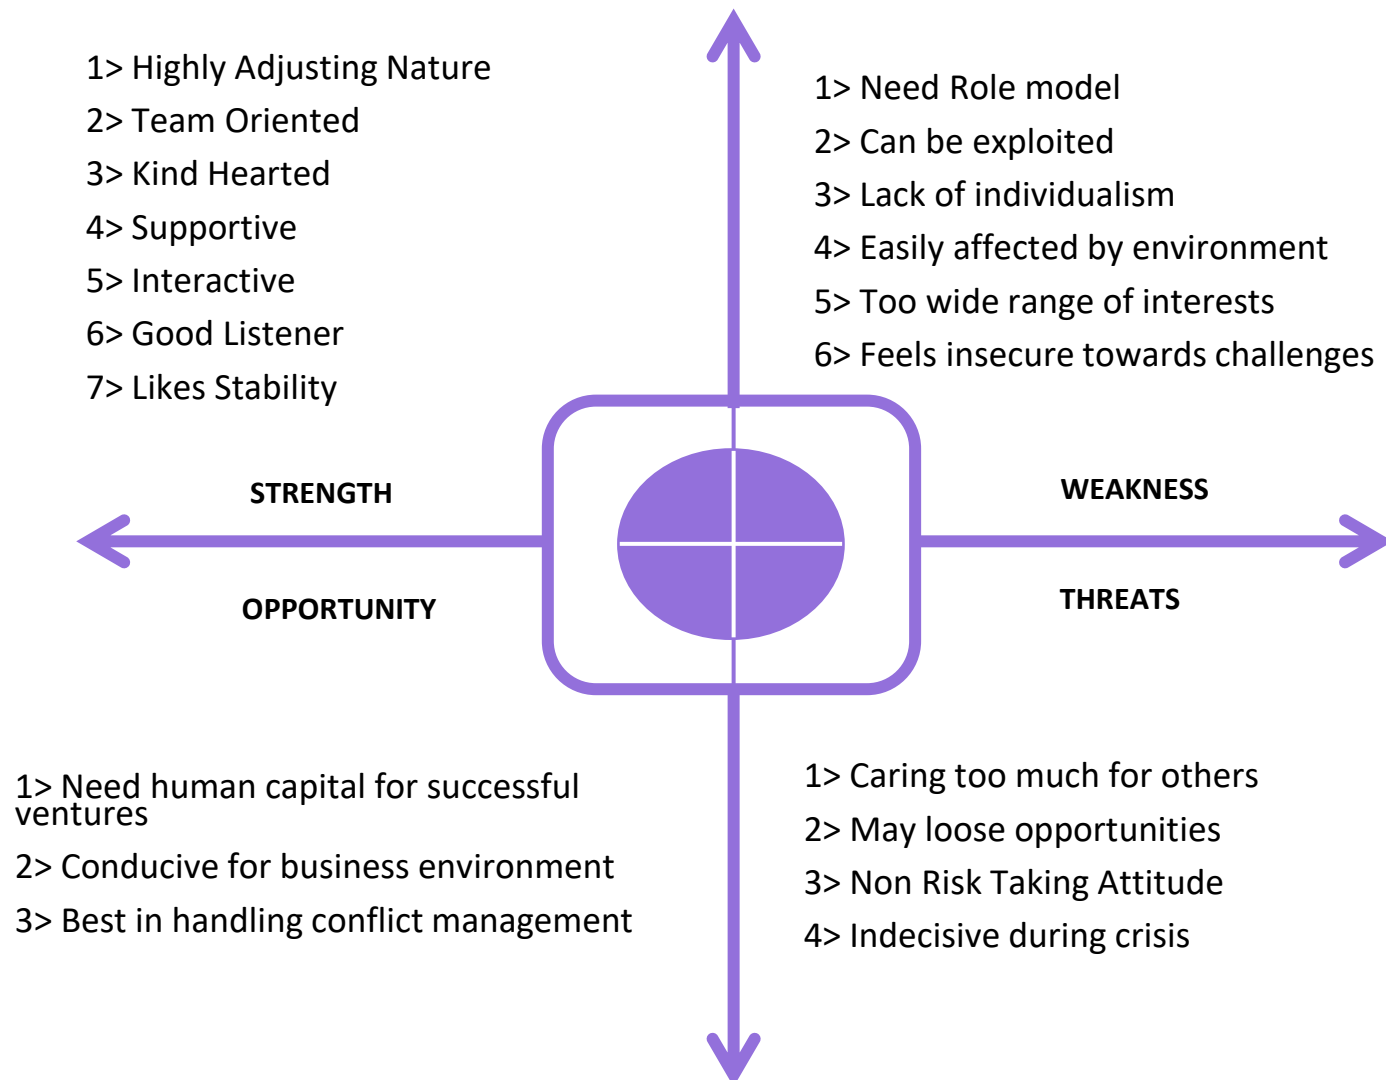 1> Highly Adjusting Nature
2> Team Oriented
3> Kind Hearted
4> Supportive
5> Interactive
6> Good Listener
7> Likes Stability
STRENGTH
1> Need Role model
2> Can be exploited
3> Lack of individualism
4> Easily affected by environment
5> Too wide range of interests
6> Feels insecure towards challenges
WEAKNESS
OPPORTUNITY
1> Need human capital for successful
ventures
2> Conducive for business environment
3> Best in handling conflict management
THREATS
1> Caring too much for others
2> May loose opportunities
3> Non Risk Taking Attitude
4> Indecisive during crisis